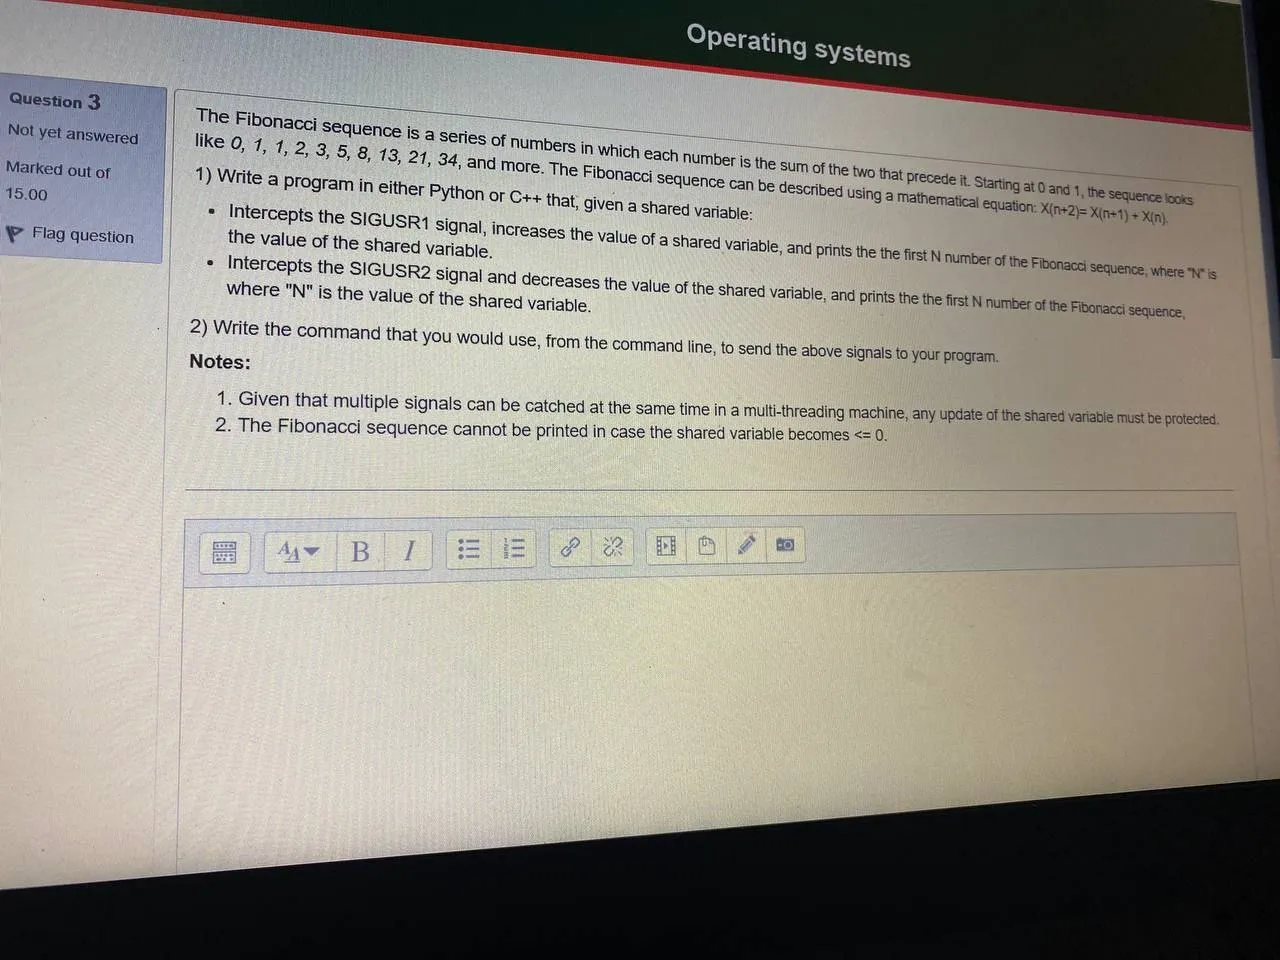 Operating systems
Question 3
Not yet answered
Marked out of
15.00
Flag question
The Fibonacci sequence is a series of numbers in which each number is the sum of the two that precede it. Starting at 0 and 1, the sequence looks
like 0, 1, 1, 2, 3, 5, 8, 13, 21, 34, and more. The Fibonacci sequence can be described using a mathematical equation: X(n+2)= X(n+1) + X(n).
1) Write a program in either Python or C++ that, given a shared variable:
• Intercepts the SIGUSR1 signal, increases the value of a shared variable, and prints the the first N number of the Fibonacci sequence, where "N" is
the value of the shared variable.
• Intercepts the SIGUSR2 signal and decreases the value of the shared variable, and prints the the first N number of the Fibonacci sequence,
where "N" is the value of the shared variable.
2) Write the command that you would use, from the command line, to send the above signals to your program.
Notes:
1. Given that multiple signals can be catched at the same time in a multi-threading machine, any update of the shared variable must be protected.
2. The Fibonacci sequence cannot be printed in case the shared variable becomes <= 0.
B I